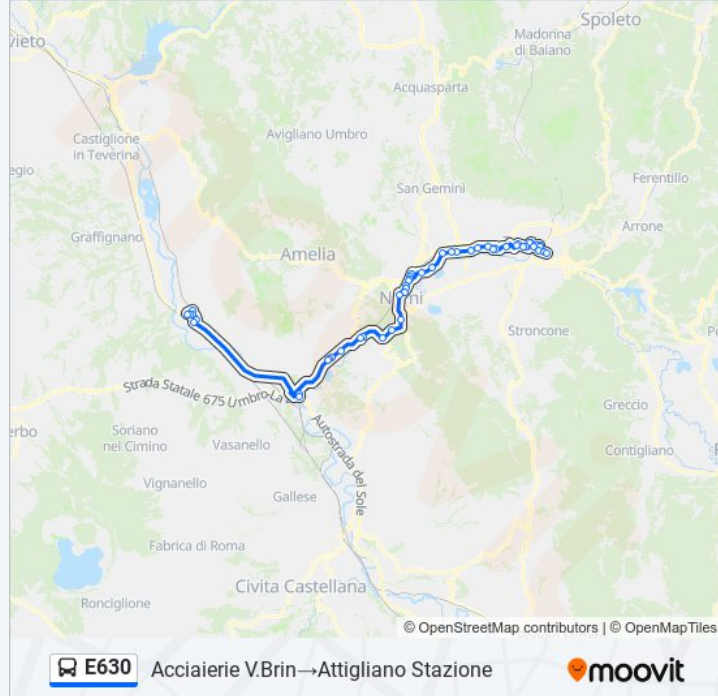 Spoleto
vieto
Madonna
di Baiano
Acquasparta
Castiglione
in Teverina
Avigliano Umbro
egio
San Gemini
Ferentillo
Graffignano
Arrone
Amelia
Narni
Stroncone
Strada Statale 675 Umbro-La
Greccio
erbo
Soriano
nel Cimino
Vasanello
Autostrada del Sole
Contigliano
Vignanello
Gallese
Fabrica di Roma
Civita Castellana
Ronciglione
© OpenStreetMap contributors | © OpenMapTiles
E630
Acciaierie V.Brin→Attigliano Stazione
moovit